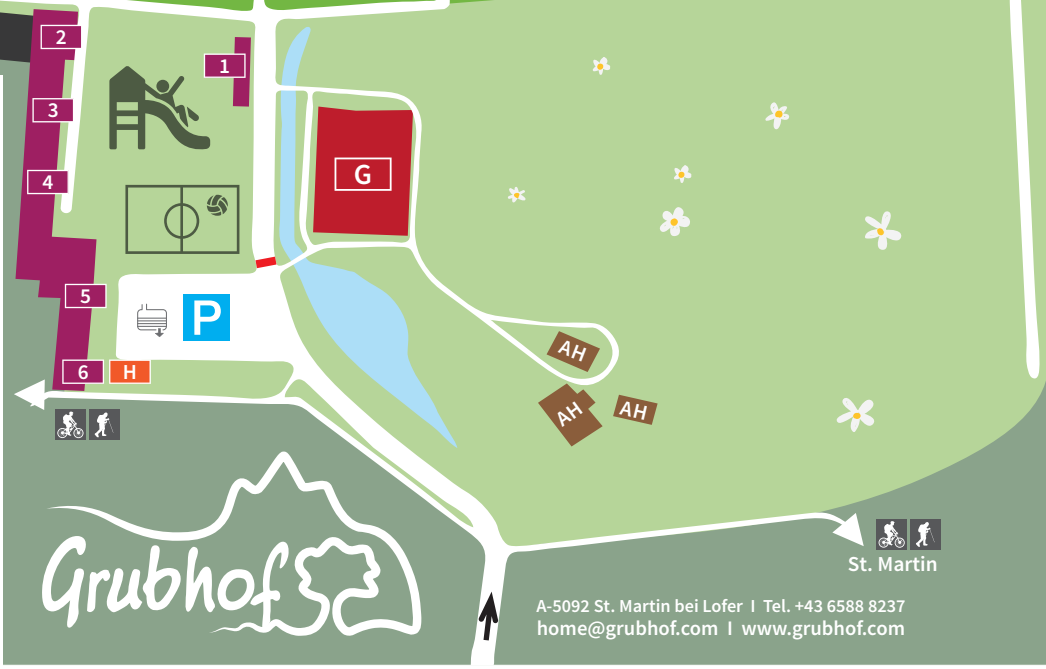 2
1
3
G
4
5
P
6
H
AH
AH
AH
St. Martin
Grubhof
A-5092 St. Martin bei Lofer I Tel. +43 6588 8237
home@grubhof.com I www.grubhof.com